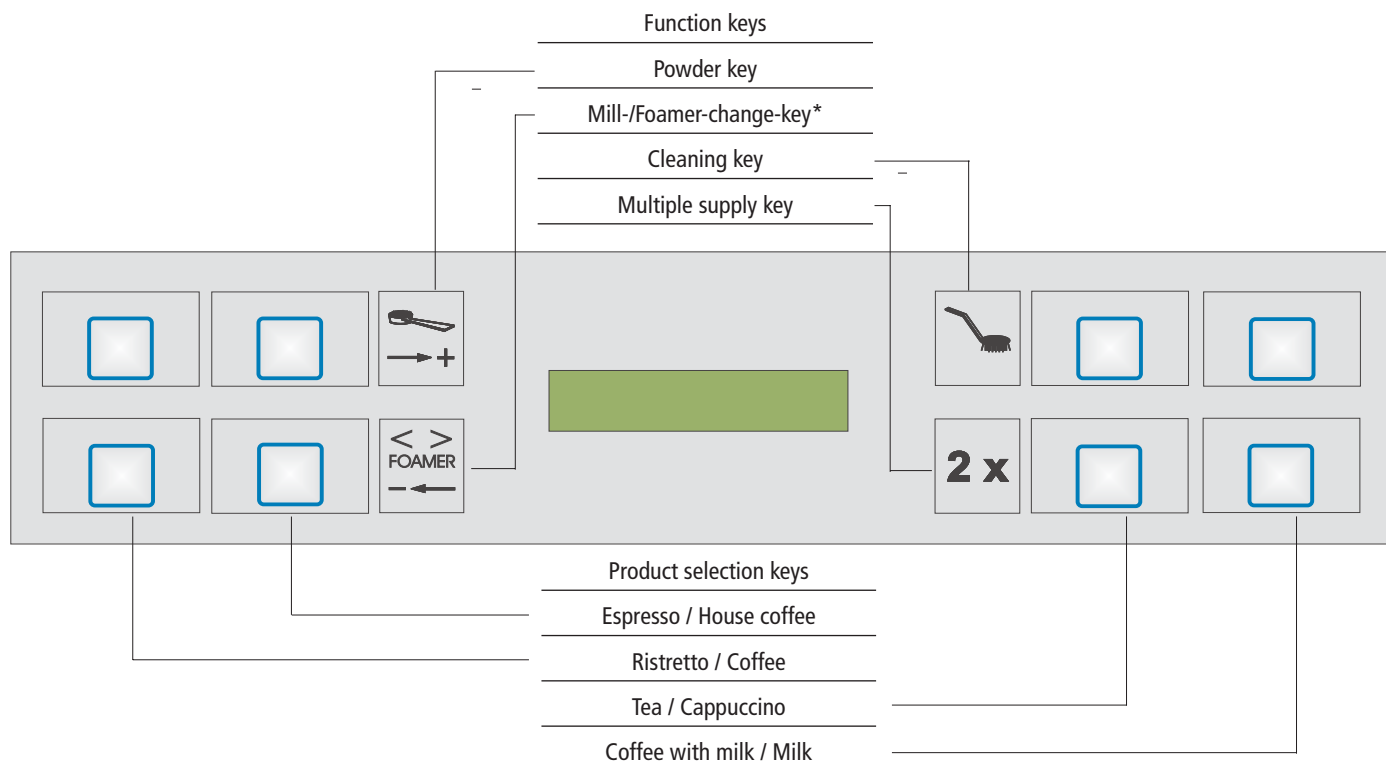 Function keys
Powder key
Mill-/Foamer-change-key*
Cleaning key
Multiple supply key
< >
FOAMER
2 x
Product selection keys
Espresso / House coffee
Ristretto / Coffee
Tea / Cappuccino
Coffee with milk / Milk